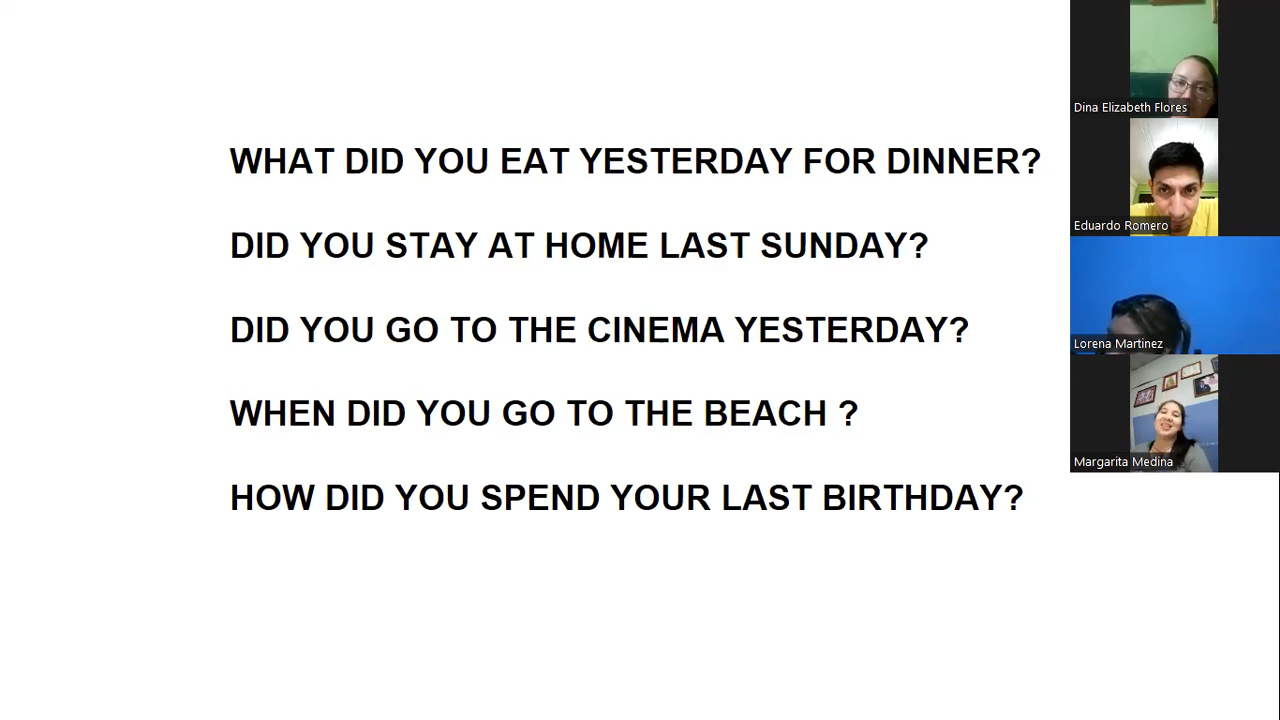 WHAT DID YOU EAT YESTERDAY FOR DINNER?
DID YOU STAY AT HOME LAST SUNDAY?
DID YOU GO TO THE CINEMA YESTERDAY?
WHEN DID YOU GO TO THE BEACH ?
HOW DID YOU SPEND YOUR LAST BIRTHDAY?
Dina Elizabeth Flores
Eduardo Romero
Lorena Martinez
Margarita Medina